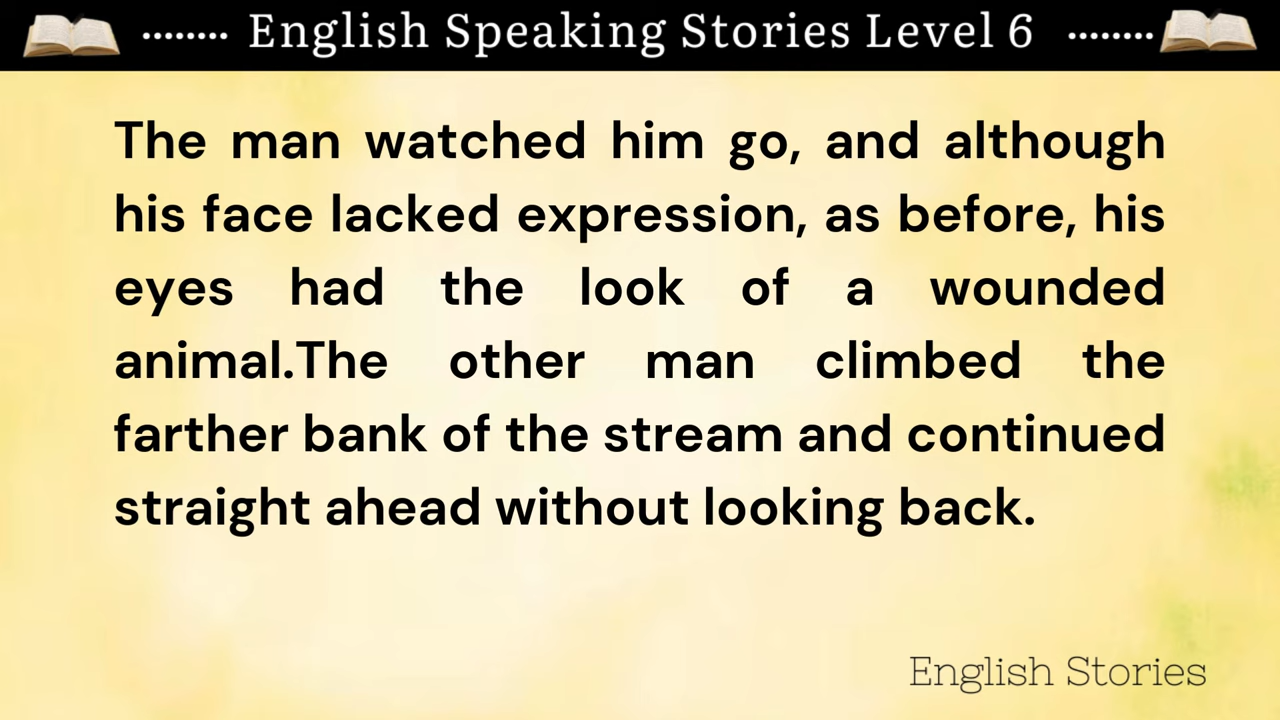 ........ English Speaking Stories Level 6 ........
The man watched him go, and although
his face lacked expression, as before, his
eyes had the look of a wounded
animal.The other man climbed the
farther bank of the stream and continued
straight ahead without looking back.
English Stories